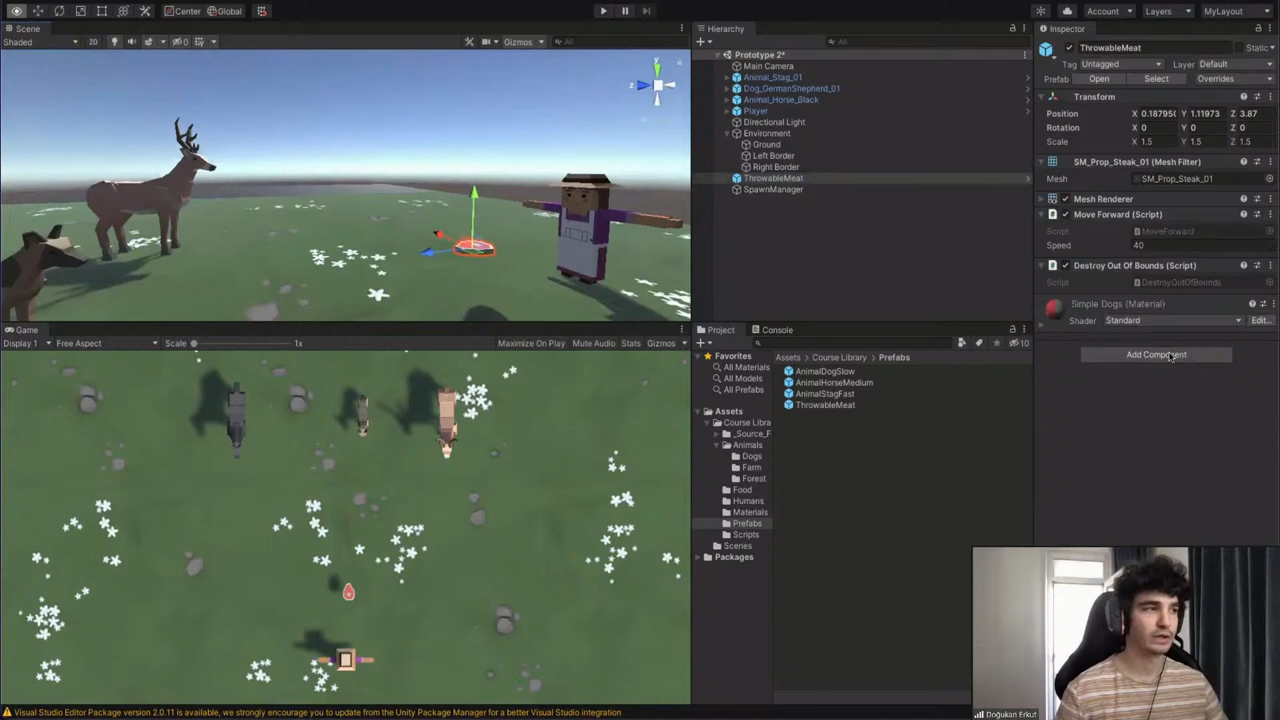 Center
Global
Account
Layers
MyLayout
Scene
Shaded
2D
0
Gizmos
All
Hierarchy
All
Prototype 2*
Main Camera
Animal_Stag_01
Dog_GermanShepherd_01
Animal_Horse_Black
Player
Directional Light
Environment
Ground
Left Border
Right Border
ThrowableMeat
SpawnManager
Inspector
ThrowableMeat
Static
Tag Untagged
Layer Default
Prefab Open Select Overrides
Transform
Position X 0.18795( Y 1.11973 Z 3.87
Rotation X 0 Y 0 Z 0
Scale X 1.5 Y 1.5 Z 1.5
SM_Prop_Steak_01 (Mesh Filter)
Mesh SM_Prop_Steak_01
Mesh Renderer
Move Forward (Script)
Script MoveForward
Speed 40
Destroy Out Of Bounds (Script)
Script DestroyOutOfBounds
Simple Dogs (Material)
Shader Standard Edit...
Add Component
y
z
Game
Display 1
Free Aspect
Scale 1x
Maximize On Play
Mute Audio
Stats
Gizmos
Project
Console
10
Favorites
All Materials
All Models
All Prefabs
Assets
Course Libra
_Source_F
Animals
Dogs
Farm
Forest
Food
Humans
Materials
Prefabs
Scripts
Scenes
Packages
Assets Course Library Prefabs
AnimalDogSlow
AnimalHorseMedium
AnimalStagFast
ThrowableMeat
Visual Studio Editor Package version 2.0.11 is available, we strongly encourage you to update from the Unity Package Manager for a better Visual Studio integration
Doğukan Erkut